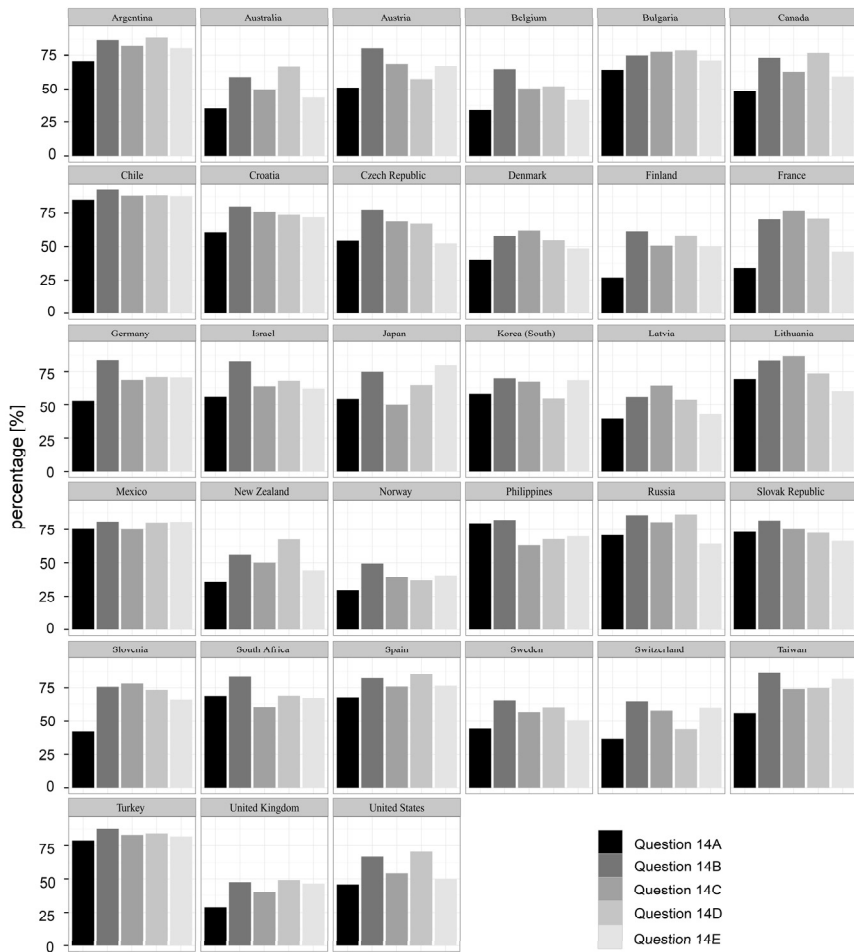 Argentina Australia Austria Belgium Bulgaria Canada
75
50
25
0
Chile Croatia Czech Republic Denmark Finland France
75
50
25
0
Germany Israel Japan Korea (South) Latvia Lithuania
75
50
25
0
percentage [%]
Mexico New Zealand Norway Philippines Russia Slovak Republic
75
50
25
0
Slovenia South Africa Spain Sweden Switzerland Taiwan
75
50
25
0
Turkey United Kingdom United States
75
50
25
0
Question 14A
Question 14B
Question 14C
Question 14D
Question 14E